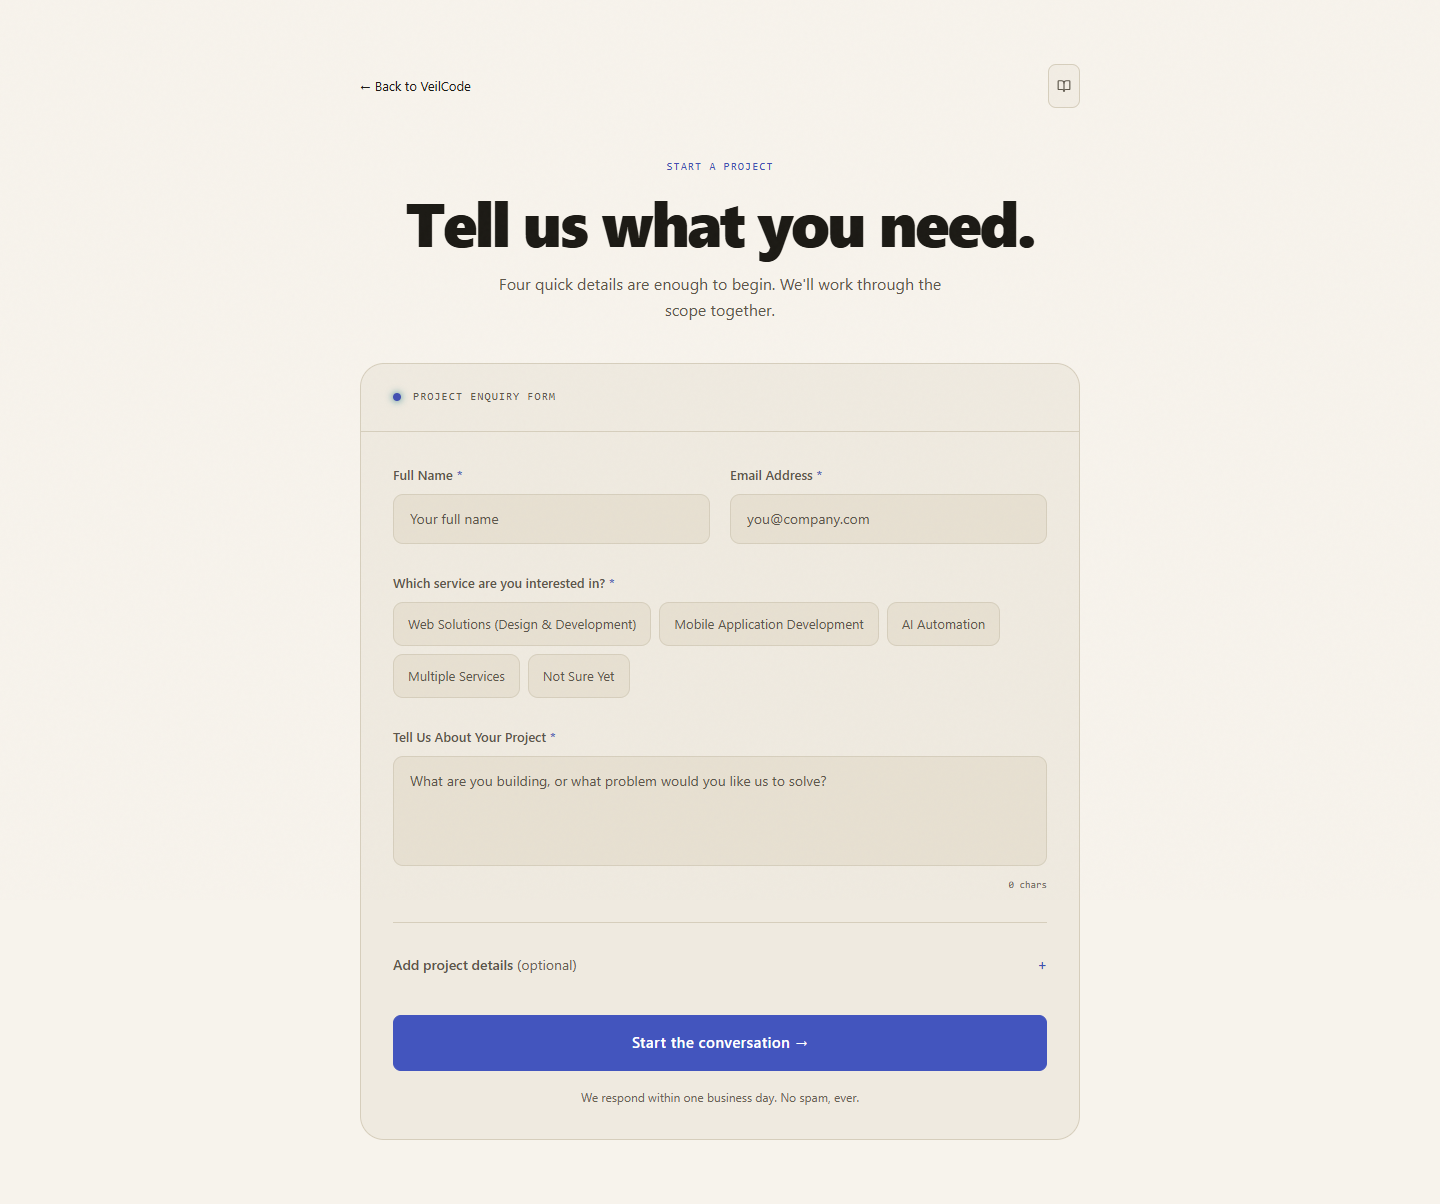 ← Back to VeilCode
START A PROJECT
Tell us what you need.
Four quick details are enough to begin. We'll work through the
scope together.
PROJECT ENQUIRY FORM
Full Name *
Email Address *
Your full name
you@company.com
Which service are you interested in? *
Web Solutions (Design & Development)
Mobile Application Development
AI Automation
Multiple Services
Not Sure Yet
Tell Us About Your Project *
What are you building, or what problem would you like us to solve?
0 chars
Add project details (optional)
+
Start the conversation →
We respond within one business day. No spam, ever.